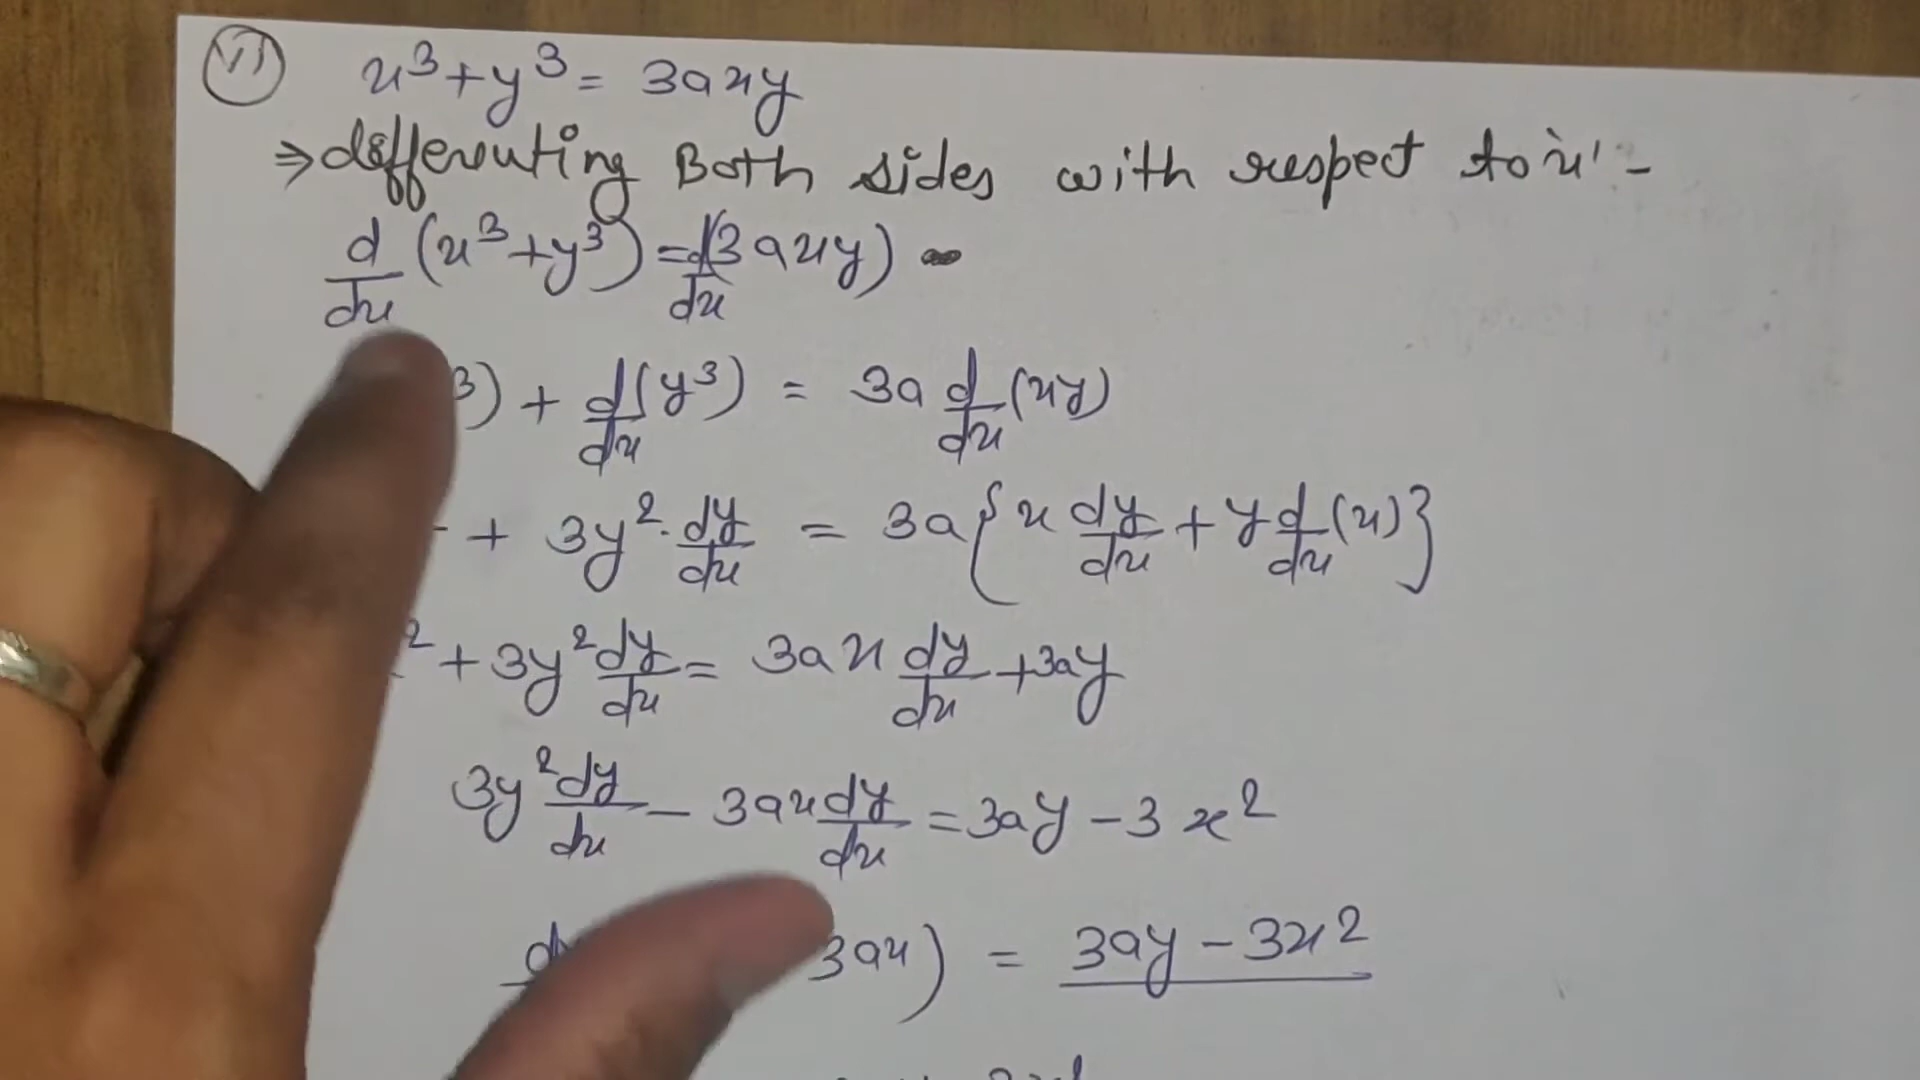 VI) x³+y³= 3axy
⇒ differenting Both sides with respect to 'x' -
d/dx (x³+y³) = d/dx (3axy) -
³) + d/dx (y³) = 3a d/dx (xy)
+ 3y² · dy/dx = 3a{x dy/dx + y d/dx (x)}
² + 3y² dy/dx = 3ax dy/dx + 3ay
3y² dy/dx - 3ax dy/dx = 3ay - 3x²
3ax) = 3ay - 3x²